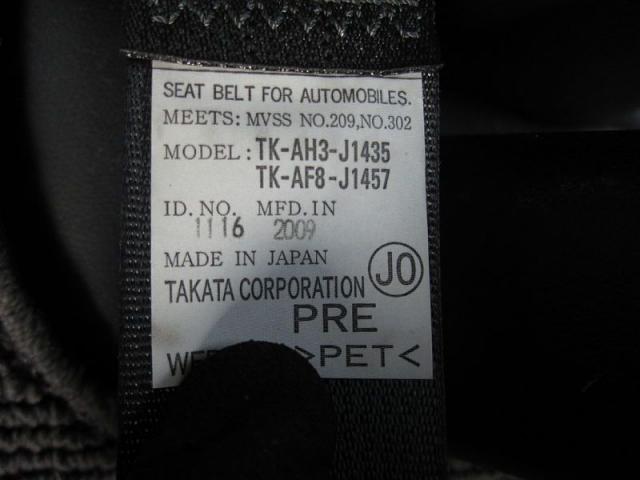 SEAT BELT FOR AUTOMOBILES.
MEETS: MVSS NO.209,NO.302
MODEL : TK-AH3-J1435
TK-AF8-J1457
ID. NO. MFD. IN
1116 2009
MADE IN JAPAN
JO
TAKATA CORPORATION
PRE
>PET<